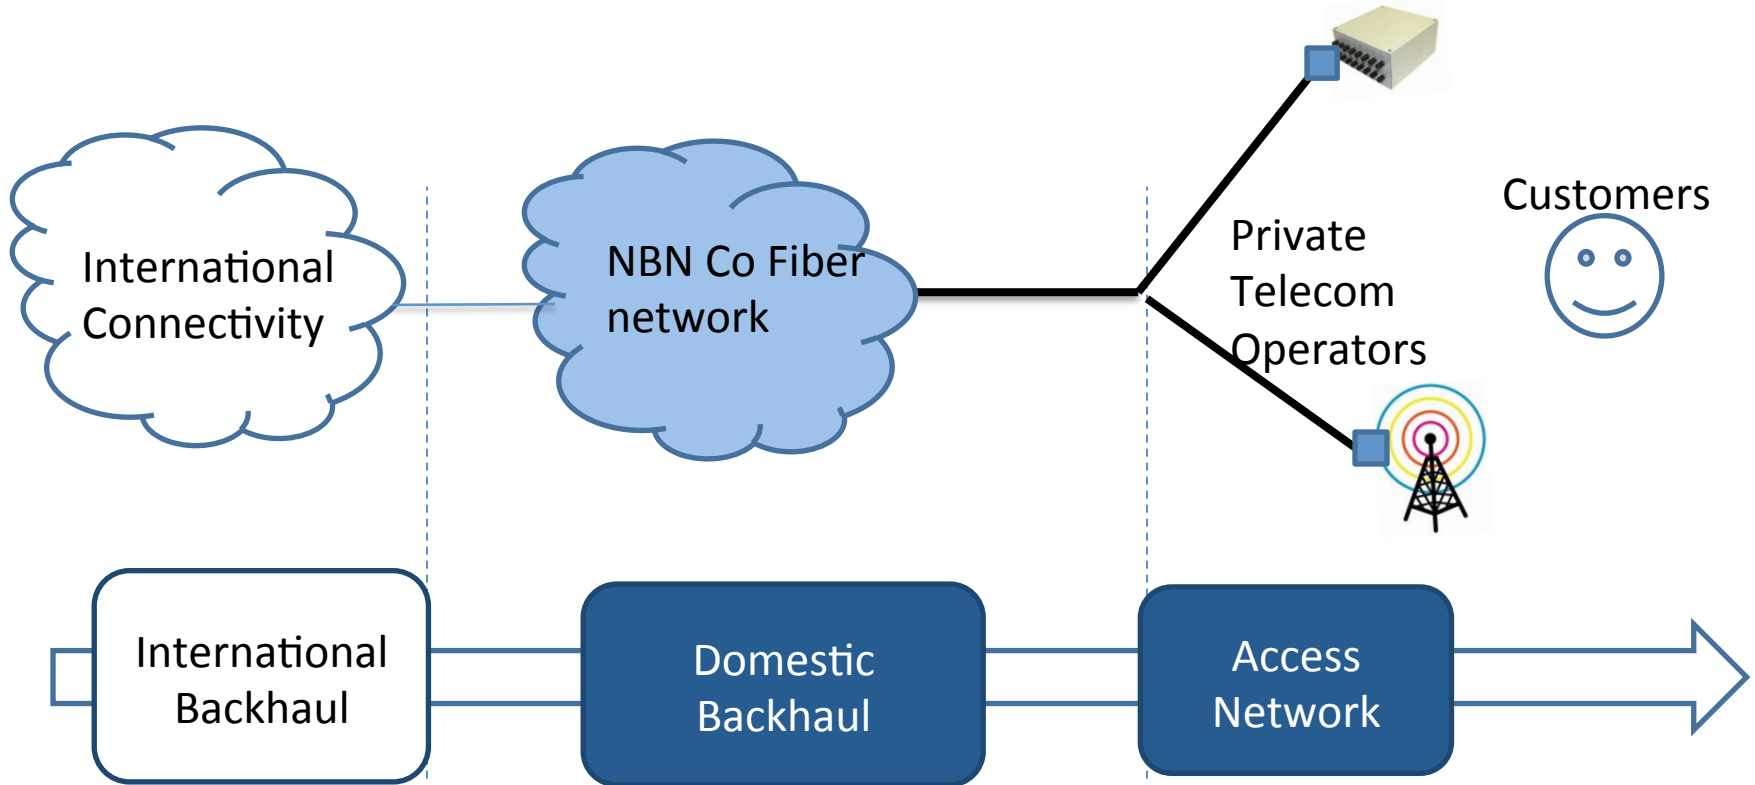 Customers
International
Connectivity
NBN Co Fiber
network
Private
Telecom
Operators
International
Backhaul
Domestic
Backhaul
Access
Network